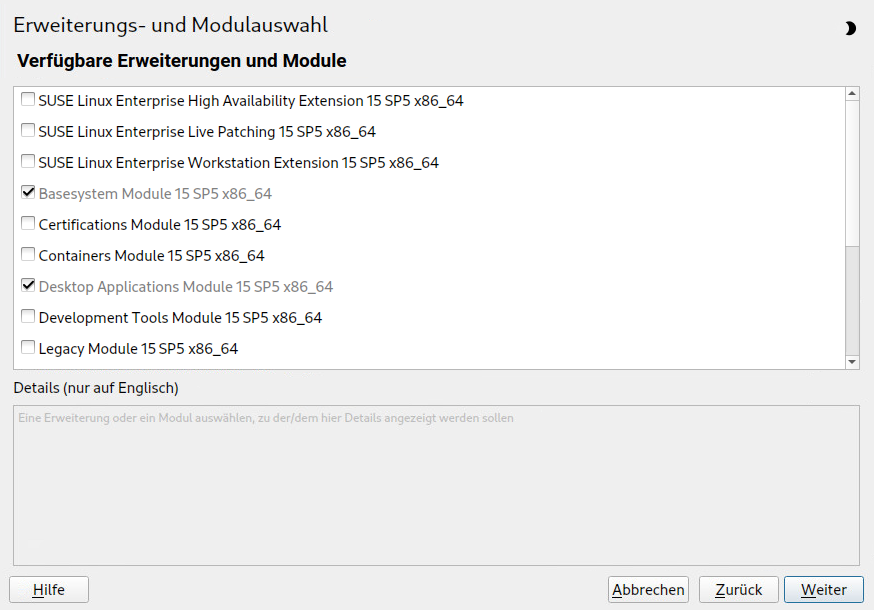 Erweiterungs- und Modulauswahl
Verfügbare Erweiterungen und Module
SUSE Linux Enterprise High Availability Extension 15 SP5 x86_64
SUSE Linux Enterprise Live Patching 15 SP5 x86_64
SUSE Linux Enterprise Workstation Extension 15 SP5 x86_64
Basesystem Module 15 SP5 x86_64
Certifications Module 15 SP5 x86_64
Containers Module 15 SP5 x86_64
Desktop Applications Module 15 SP5 x86_64
Development Tools Module 15 SP5 x86_64
Legacy Module 15 SP5 x86_64
Details (nur auf Englisch)
Eine Erweiterung oder ein Modul auswählen, zu der/dem hier Details angezeigt werden sollen
Hilfe Abbrechen Zurück Weiter